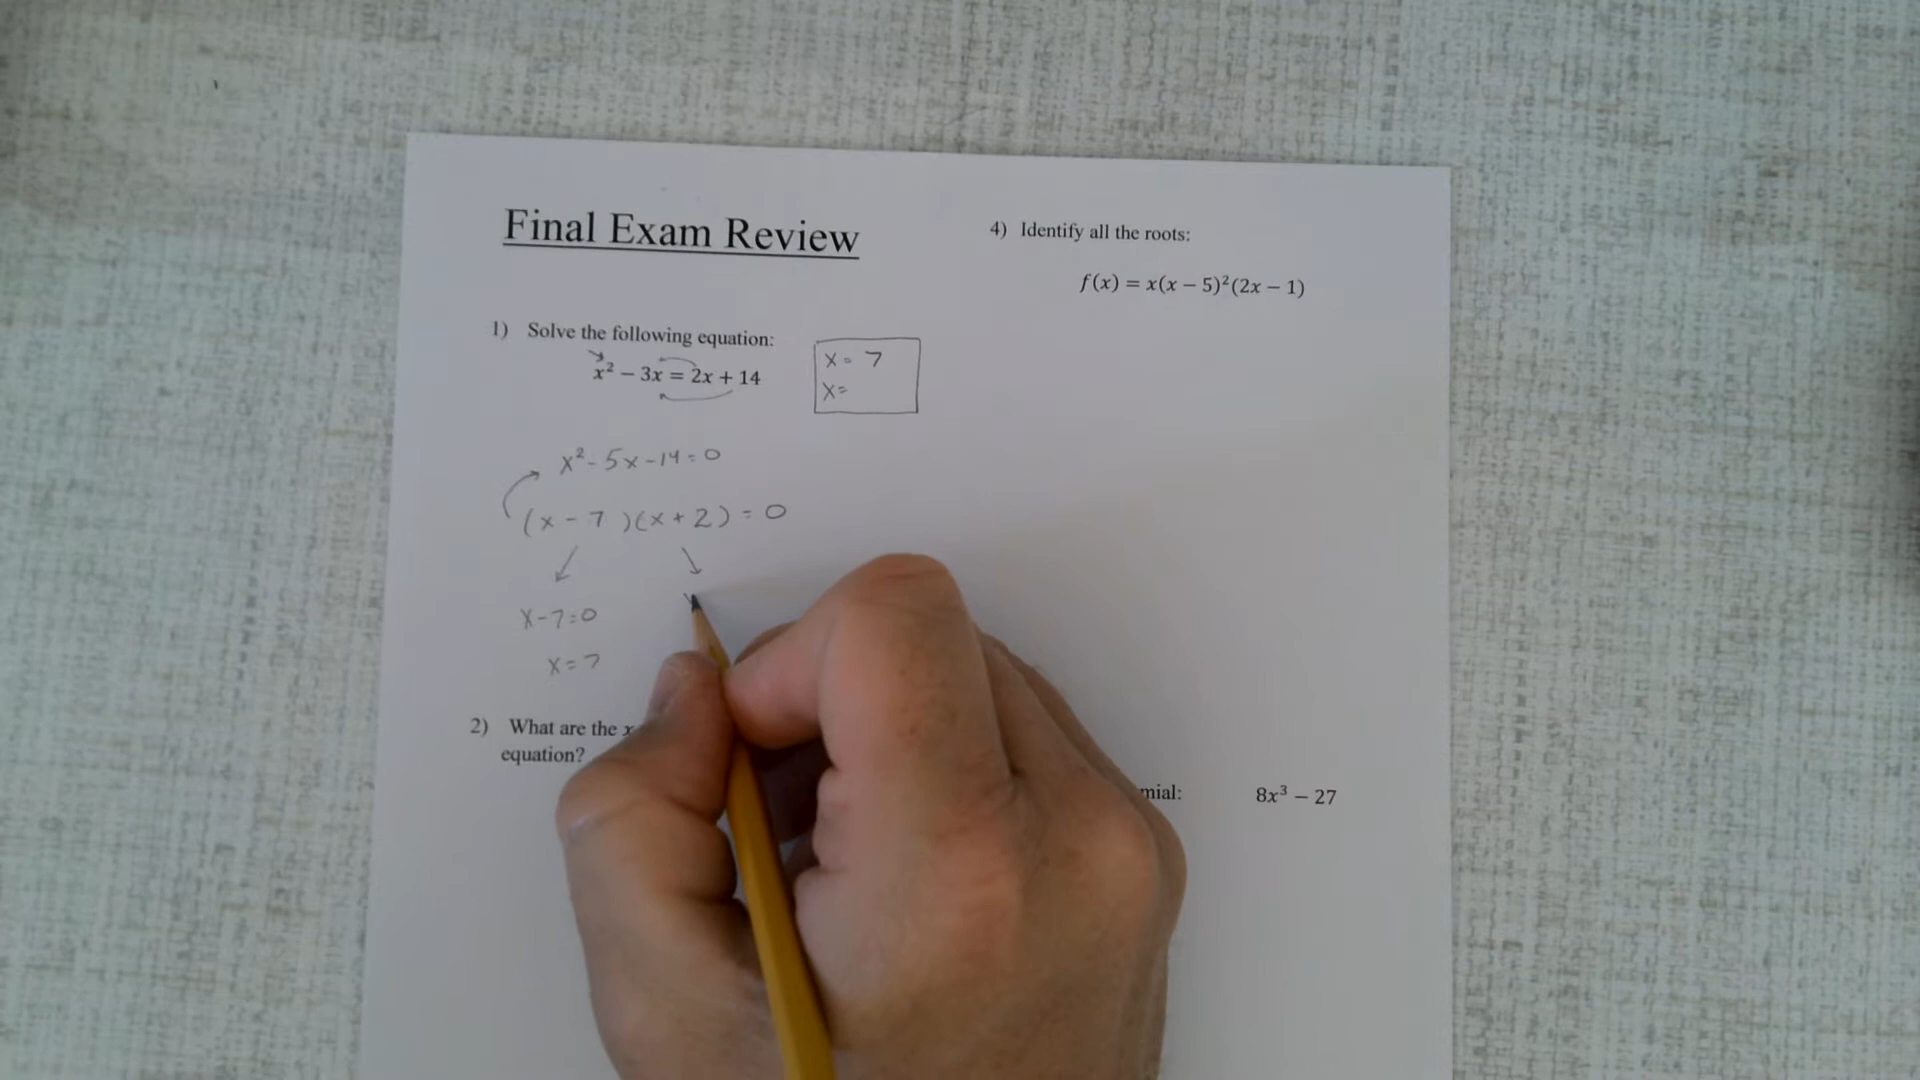 Final Exam Review
1) Solve the following equation:
x² − 3x = 2x + 14
x = 7
x =
x² - 5x - 14 = 0
(x - 7)(x + 2) = 0
x - 7 = 0
x = 7
2) What are the x
equation?
4) Identify all the roots:
f(x) = x(x − 5)²(2x − 1)
mial: 8x³ − 27